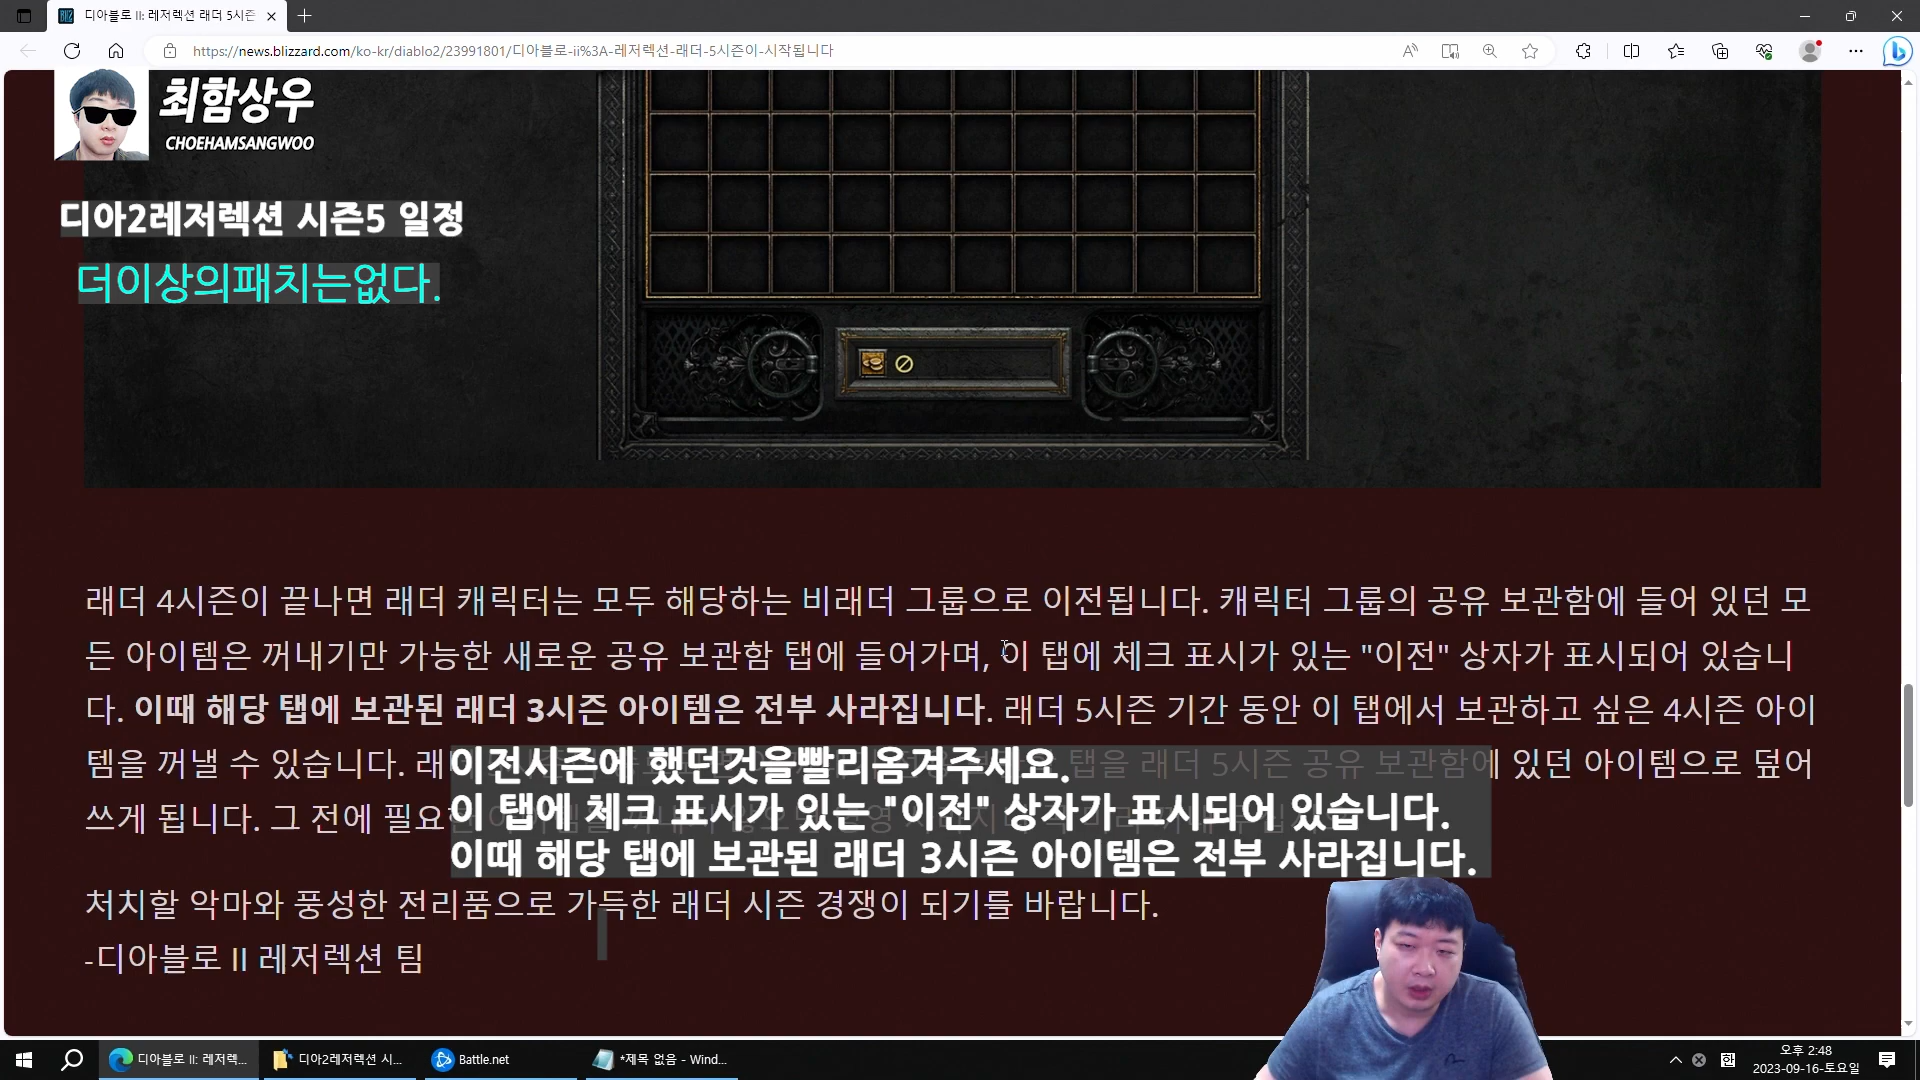 디아블로 II: 레저렉션 래더 5시즌
https://news.blizzard.com/ko-kr/diablo2/23991801/디아블로-ii%3A-레저렉션-래더-5시즌이-시작됩니다
최함상우
CHOEHAMSANGWOO
디아2레저렉션 시즌5 일정
더이상의패치는없다.
래더 4시즌이 끝나면 래더 캐릭터는 모두 해당하는 비래더 그룹으로 이전됩니다. 캐릭터 그룹의 공유 보관함에 들어 있던 모
든 아이템은 꺼내기만 가능한 새로운 공유 보관함 탭에 들어가며, 이 탭에 체크 표시가 있는 "이전" 상자가 표시되어 있습니
다. 이때 해당 탭에 보관된 래더 3시즌 아이템은 전부 사라집니다. 래더 5시즌 기간 동안 이 탭에서 보관하고 싶은 4시즌 아이
템을 꺼낼 수 있습니다. 탭을 래더 5시즌 공유 보관함에 있던 아이템으로 덮어
쓰게 됩니다. 그 전에
이전시즌에 했던것을빨리옴겨주세요.
이 탭에 체크 표시가 있는 "이전" 상자가 표시되어 있습니다.
이때 해당 탭에 보관된 래더 3시즌 아이템은 전부 사라집니다.
처치할 악마와 풍성한 전리품으로 가득한 래더 시즌 경쟁이 되기를 바랍니다.
-디아블로 II 레저렉션 팀
디아블로 II: 레저렉...
디아2레저렉션 시...
Battle.net
*제목 없음 - Wind...
한
오후 2:48
2023-09-16-토요일